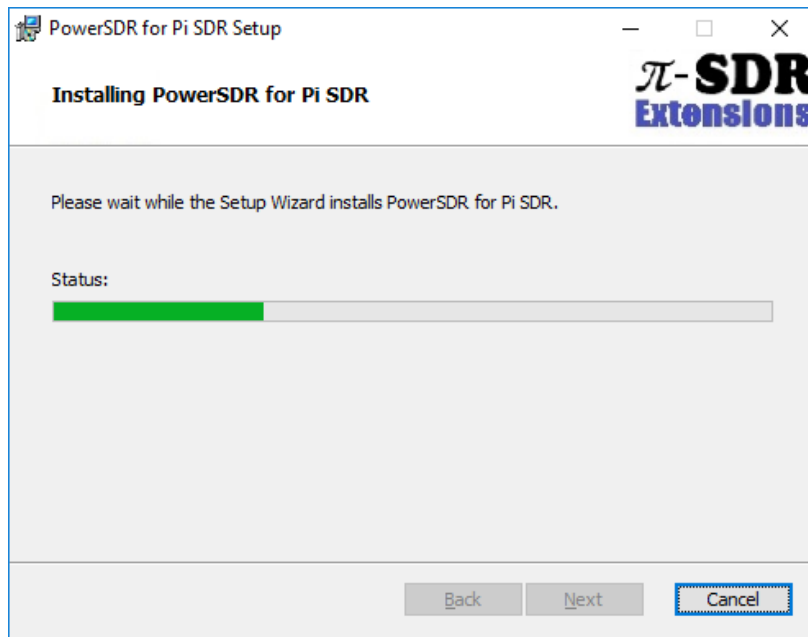 PowerSDR for Pi SDR Setup
π-SDR
Extensions
Installing PowerSDR for Pi SDR
Please wait while the Setup Wizard installs PowerSDR for Pi SDR.
Status:
Back
Next
Cancel